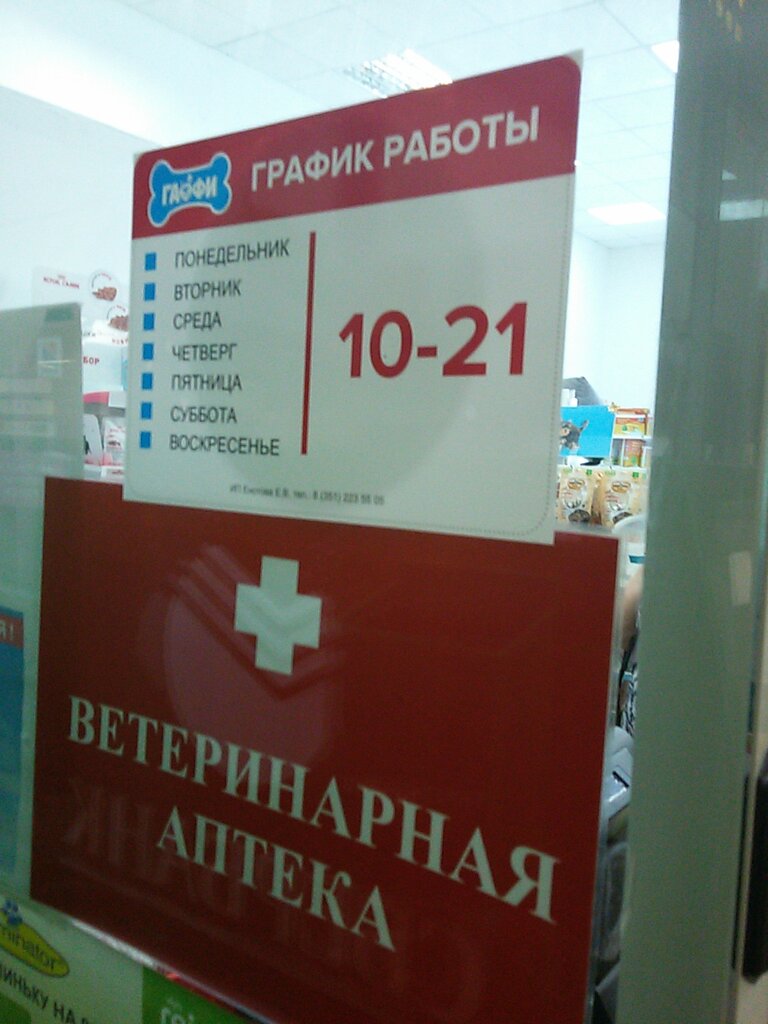 ГАФФИ
ГРАФИК РАБОТЫ
ПОНЕДЕЛЬНИК
ВТОРНИК
СРЕДА
ЧЕТВЕРГ
ПЯТНИЦА
СУББОТА
ВОСКРЕСЕНЬЕ
10-21
ВЕТЕРИНАРНАЯ
АПТЕКА